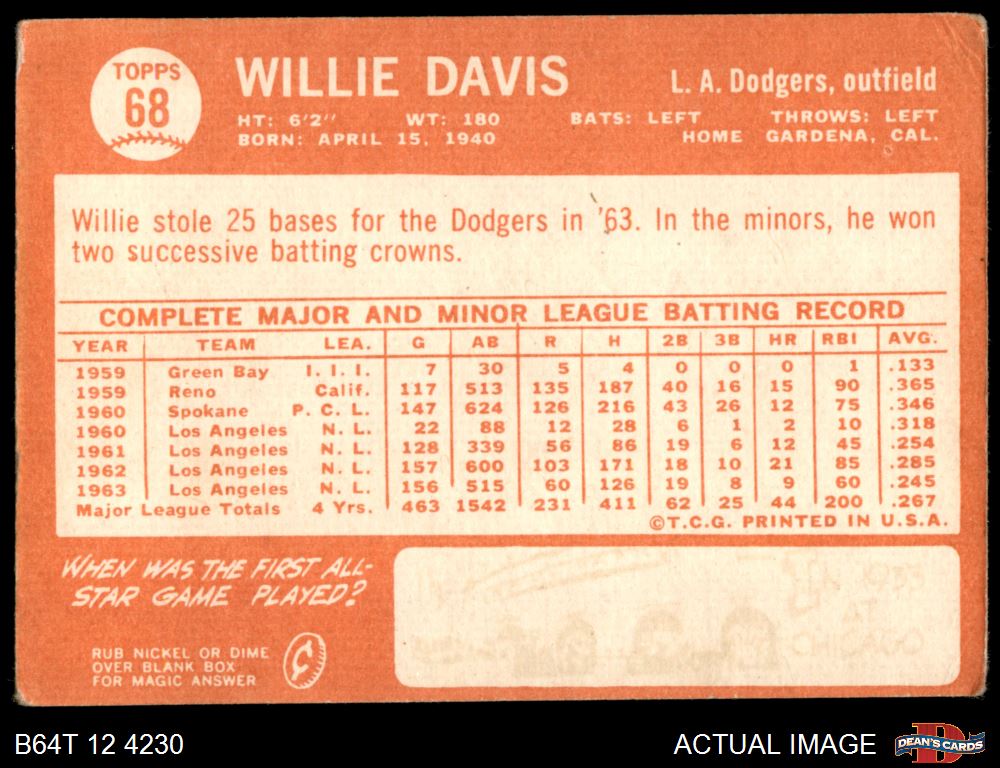 TOPPS
68
WILLIE DAVIS
L. A. Dodgers, outfield
HT: 6'2" WT: 180 BATS: LEFT THROWS: LEFT
BORN: APRIL 15, 1940 HOME GARDENA, CAL.
Willie stole 25 bases for the Dodgers in '63. In the minors, he won
two successive batting crowns.
COMPLETE MAJOR AND MINOR LEAGUE BATTING RECORD
YEAR TEAM LEA. G AB R H 2B 3B HR RBI AVG.
1959 Green Bay I. I. I. 7 30 5 4 0 0 0 1 .133
1959 Reno Calif. 117 513 135 187 40 16 15 90 .365
1960 Spokane P. C. L. 147 624 126 216 43 26 12 75 .346
1960 Los Angeles N. L. 22 88 12 28 6 1 2 10 .318
1961 Los Angeles N. L. 128 339 56 86 19 6 12 45 .254
1962 Los Angeles N. L. 157 600 103 171 18 10 21 85 .285
1963 Los Angeles N. L. 156 515 60 126 19 8 9 60 .245
Major League Totals 4 Yrs. 463 1542 231 411 62 25 44 200 .267
©T.C.G. PRINTED IN U.S.A.
WHEN WAS THE FIRST ALL-
STAR GAME PLAYED?
RUB NICKEL OR DIME
OVER BLANK BOX
FOR MAGIC ANSWER
¢
B64T 12 4230
ACTUAL IMAGE
DEAN'S CARDS